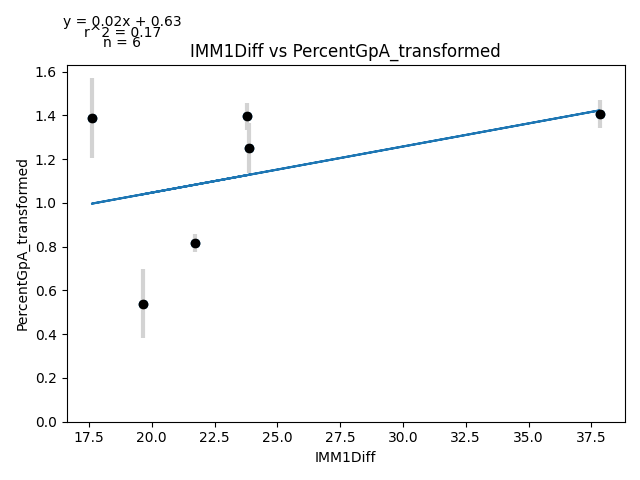 y = 0.02x + 0.63
r^2 = 0.17
n = 6
IMM1Diff vs PercentGpA_transformed
1.6
1.4
1.2
1.0
0.8
0.6
0.4
0.2
0.0
PercentGpA_transformed
17.5 20.0 22.5 25.0 27.5 30.0 32.5 35.0 37.5
IMM1Diff